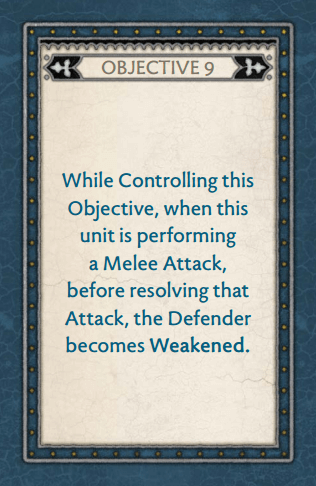 OBJECTIVE 9
While Controlling this
Objective, when this
unit is performing
a Melee Attack,
before resolving that
Attack, the Defender
becomes Weakened.